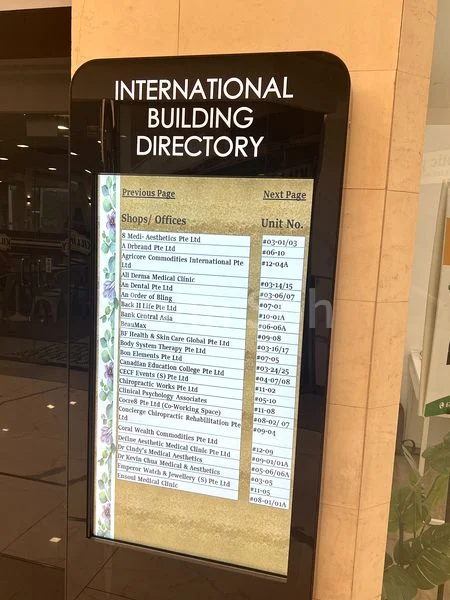 INTERNATIONAL
BUILDING
DIRECTORY
Previous Page Next Page
Shops/ Offices Unit No.
8 Medi- Aesthetics Pte Ltd #03-01/03
A Drbrand Pte Ltd #06-10
Agricore Commodities International Pte #12-04A
Ltd
All Derma Medical Clinic #03-14/15
An Dental Pte Ltd #03-06/07
An Order of Bling #07-01
Back II Life Pte Ltd #10-01A
Bank Central Asia #06-06A
BeauMax #09-08
BF Health & Skin Care Global Pte Ltd #03-16/17
Body System Therapy Pte Ltd #07-05
Bon Elements Pte Ltd #03-24/25
Canadian Education College Pte Ltd #04-07/08
CECF Events (S) Pte Ltd #11-02
Chiropractic Works Pte Ltd #05-10
Clinical Psychology Associates #11-08
Cocre8 Pte Ltd (Co-Working Space) #08-02/ 07
Concierge Chiropractic Rehabilitation Pte #09-04
Ltd
Coral Wealth Commodities Pte Ltd #12-09
Define Aesthetic Medical Clinic Pte Ltd #09-01/01A
Dr Cindy's Medical Aesthetics #05-06/06A
Dr Kevin Chua Medical & Aesthetics #03-05
Emperor Watch & Jewellery (S) Pte Ltd #11-05
Ensoul Medical Clinic #08-01/01A